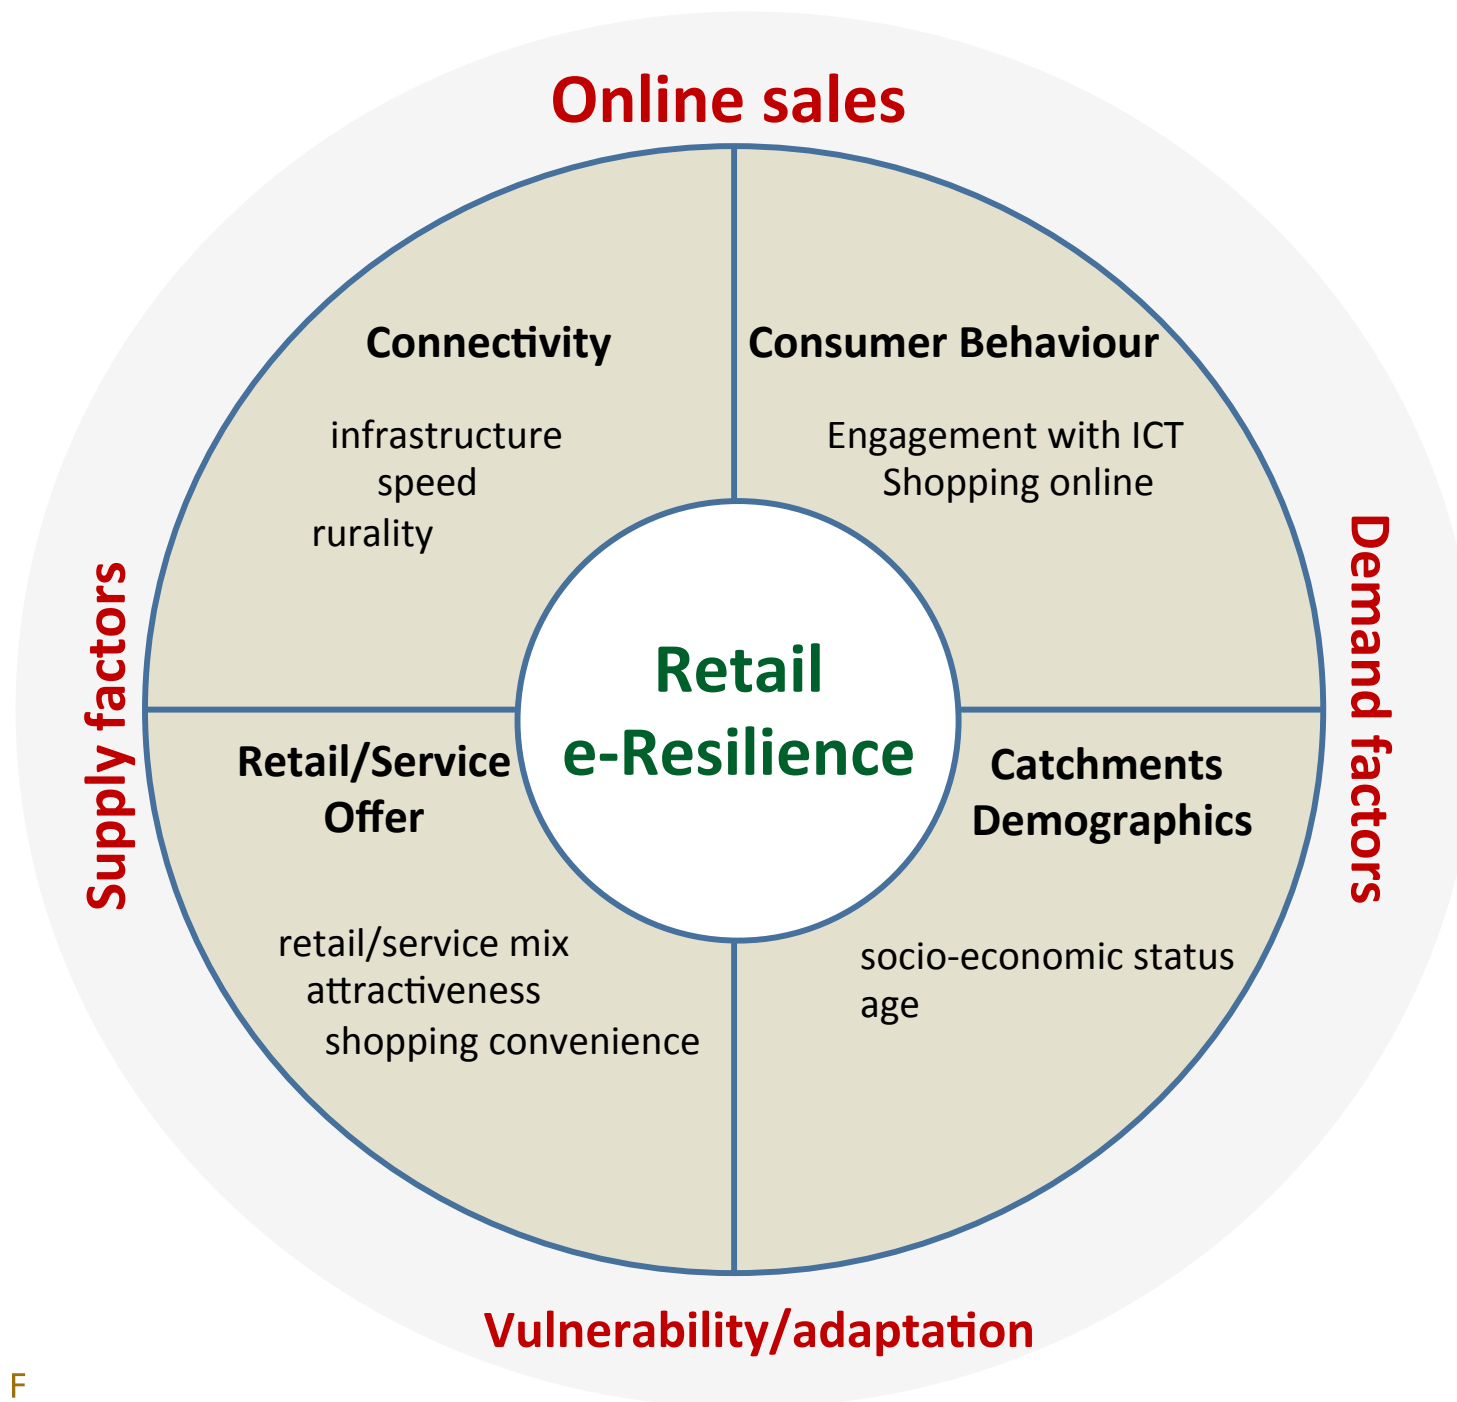 Online sales
Connectivity
infrastructure
speed
rurality
Consumer Behaviour
Engagement with ICT
Shopping online
Supply factors
Retail
e-Resilience
Demand factors
Retail/Service
Offer
retail/service mix
attractiveness
shopping convenience
Catchments
Demographics
socio-economic status
age
Vulnerability/adaptation
F